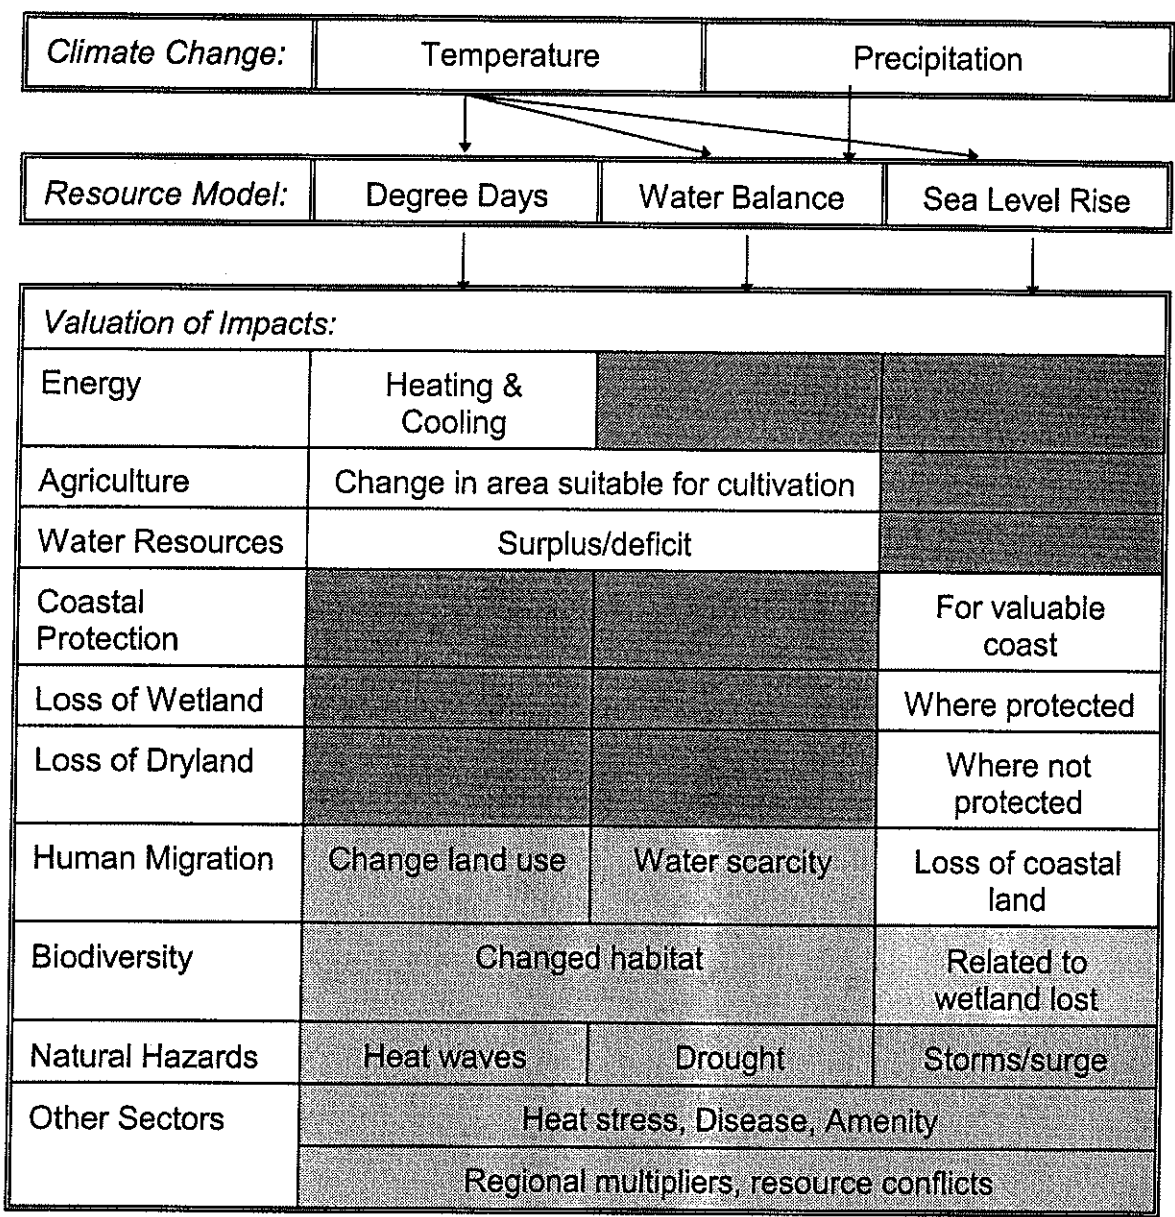 Climate Change:
Temperature
Precipitation
Resource Model:
Degree Days
Water Balance
Sea Level Rise
Valuation of Impacts:
Energy
Heating &
Cooling
Agriculture
Change in area suitable for cultivation
Water Resources
Surplus/deficit
Coastal
Protection
For valuable
coast
Loss of Wetland
Where protected
Loss of Dryland
Where not
protected
Human Migration
Change land use
Water scarcity
Loss of coastal
land
Biodiversity
Changed habitat
Related to
wetland lost
Natural Hazards
Heat waves
Drought
Storms/surge
Other Sectors
Heat stress, Disease, Amenity
Regional multipliers, resource conflicts